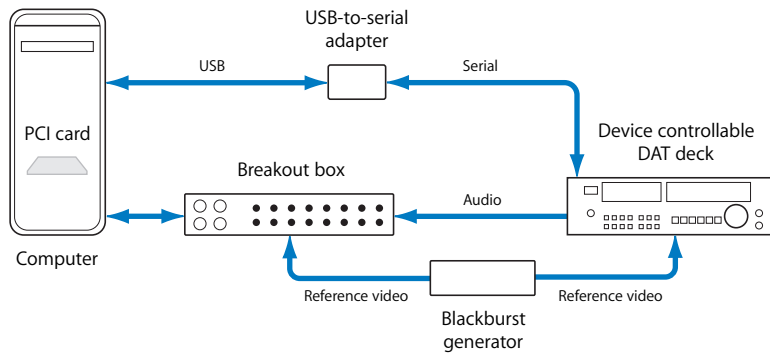 USB-to-serial
adapter
USB
Serial
PCI card
Device controllable
DAT deck
Breakout box
Audio
Computer
Reference video
Reference video
Blackburst
generator